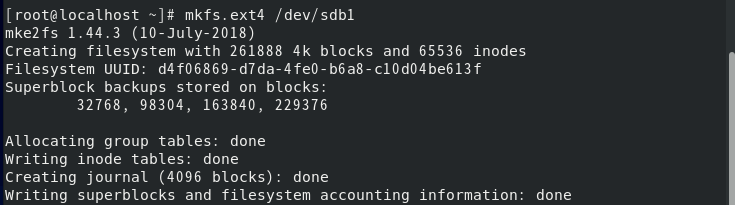 [root@localhost ~]# mkfs.ext4 /dev/sdb1
mke2fs 1.44.3 (10-July-2018)
Creating filesystem with 261888 4k blocks and 65536 inodes
Filesystem UUID: d4f06869-d7da-4fe0-b6a8-c10d04be613f
Superblock backups stored on blocks:
        32768, 98304, 163840, 229376

Allocating group tables: done
Writing inode tables: done
Creating journal (4096 blocks): done
Writing superblocks and filesystem accounting information: done